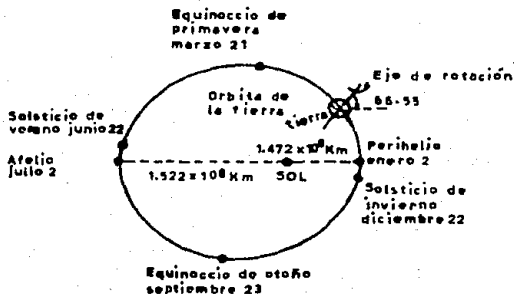 Equinoccio de
primavera
marzo 21
Eje de rotación
66-55
Orbita de
la tierra
tierra
Solsticio de
verano junio 22
Afelio
julio 2
1.472 x 10⁸ Km
Perihelio
enero 2
1.522 x 10⁸ Km
SOL
Solsticio de
invierno
diciembre 22
Equinoccio de otoño
septiembre 23